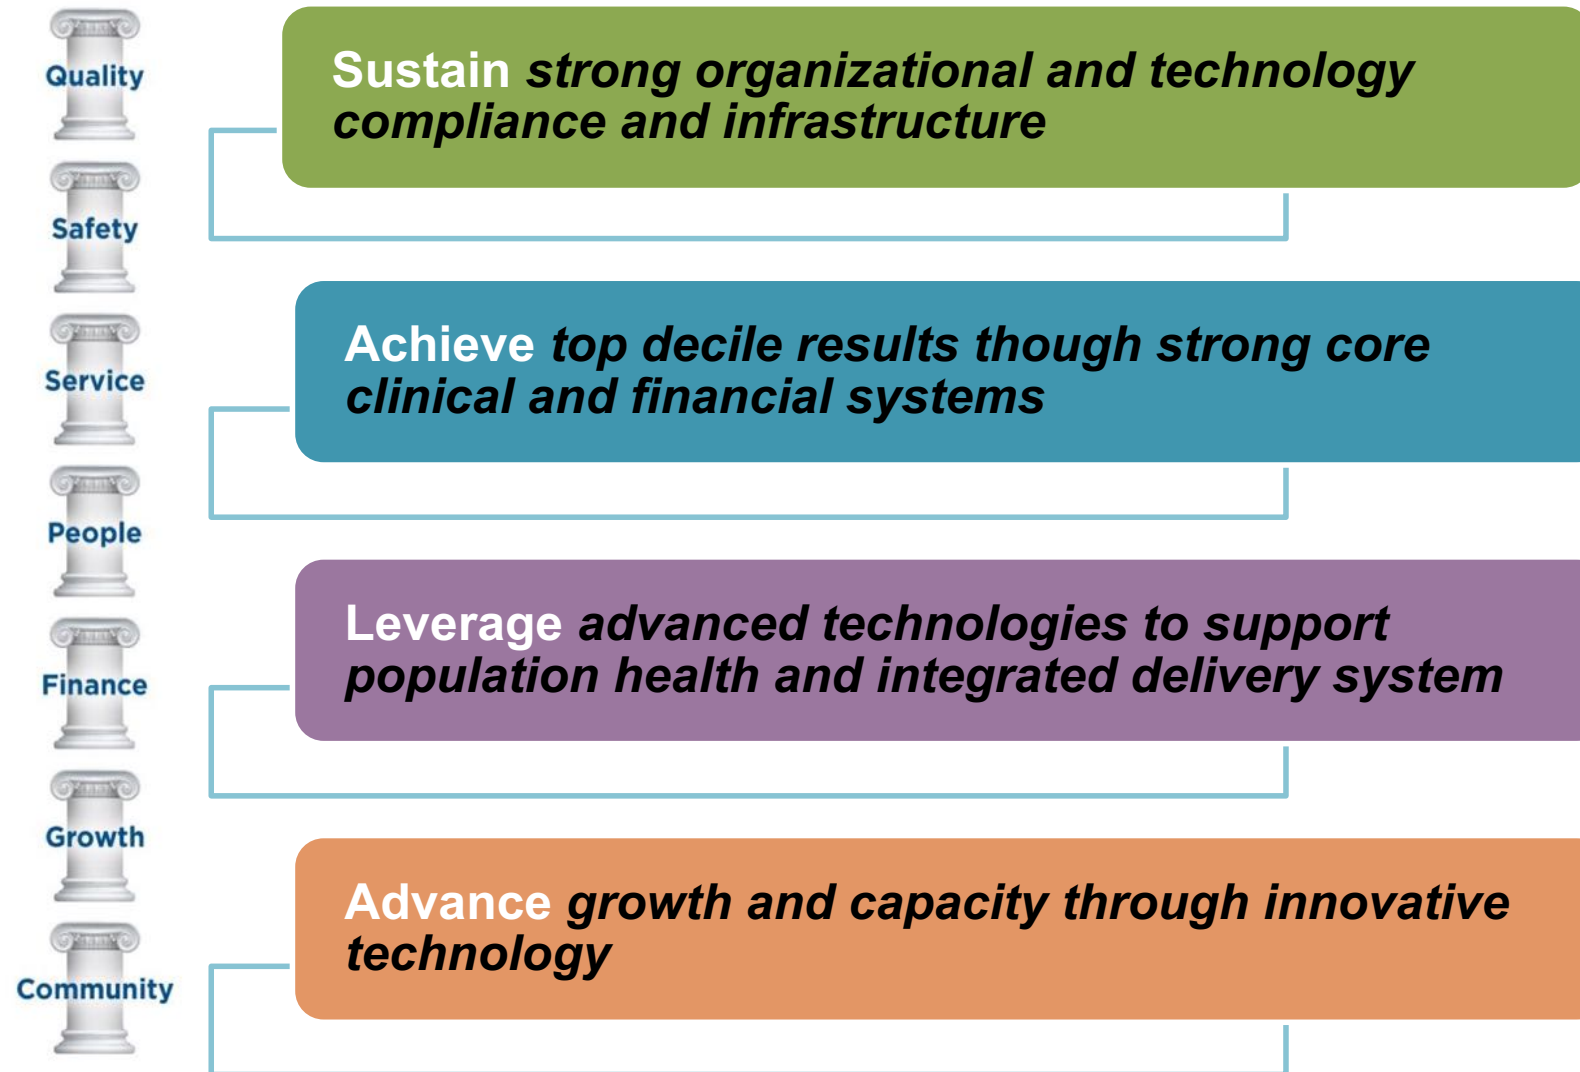 Quality
Safety
Service
People
Finance
Growth
Community
Sustain strong organizational and technology
compliance and infrastructure
Achieve top decile results though strong core
clinical and financial systems
Leverage advanced technologies to support
population health and integrated delivery system
Advance growth and capacity through innovative
technology